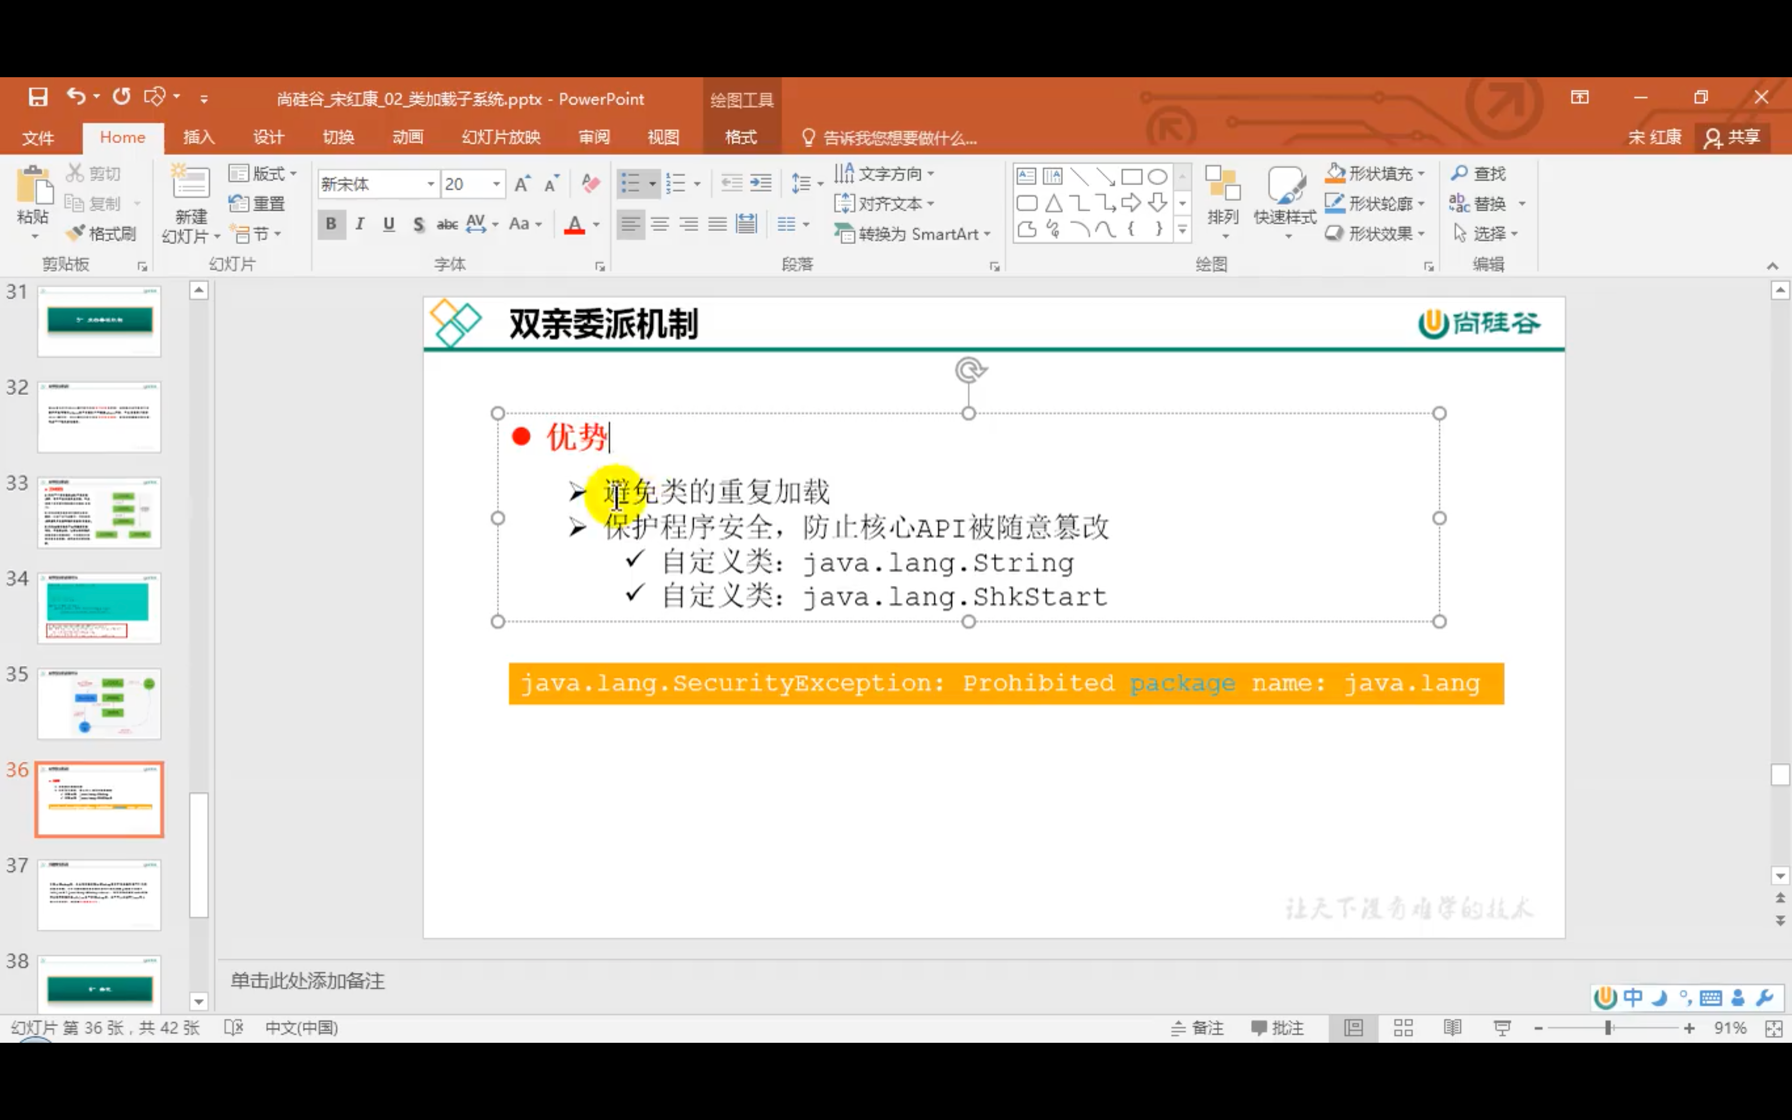 尚硅谷_宋红康_02_类加载子系统.pptx - PowerPoint
绘图工具
文件
Home
插入
设计
切换
动画
幻灯片放映
审阅
视图
格式
告诉我您想要做什么...
宋 红康
共享
粘贴
剪切
复制
格式刷
剪贴板
新建
幻灯片
版式
重置
节
幻灯片
新宋体
20
B I U S abc AV Aa A
字体
文字方向
对齐文本
转换为 SmartArt
段落
排列
快速样式
形状填充
形状轮廓
形状效果
绘图
查找
替换
选择
编辑
31
32
33
34
35
36
37
38
双亲委派机制
尚硅谷
优势
避免类的重复加载
保护程序安全，防止核心API被随意篡改
自定义类：java.lang.String
自定义类：java.lang.ShkStart
java.lang.SecurityException: Prohibited package name: java.lang
让天下没有难学的技术
单击此处添加备注
中
幻灯片 第 36 张，共 42 张
中文(中国)
备注
批注
91%